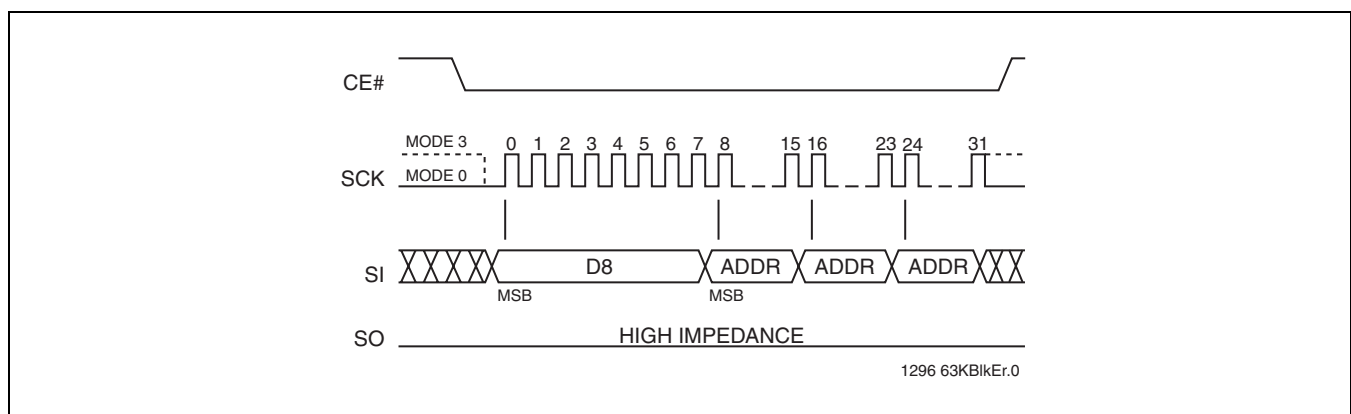 CE#
MODE 3 0 1 2 3 4 5 6 7 8 15 16 23 24 31
SCK MODE 0
SI D8 ADDR ADDR ADDR
MSB MSB
SO HIGH IMPEDANCE
1296 63KBlkEr.0